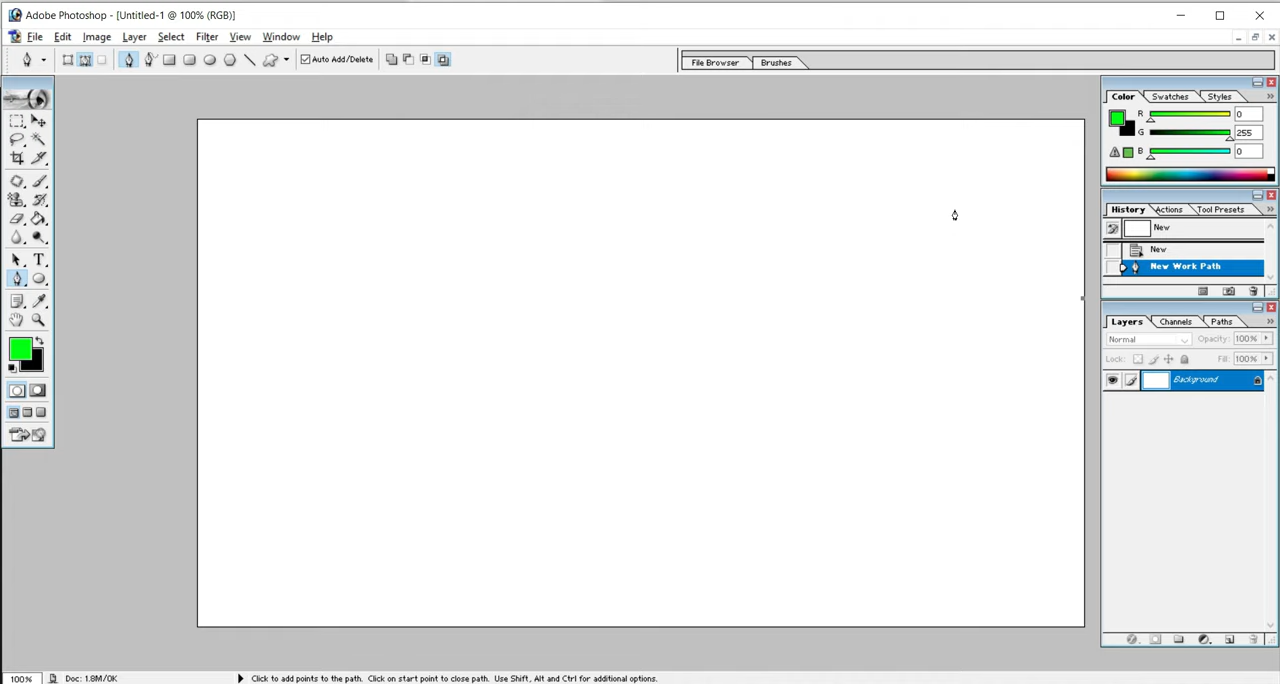 Adobe Photoshop - [Untitled-1 @ 100% (RGB)]
File Edit Image Layer Select Filter View Window Help
Auto Add/Delete File Browser Brushes
Color Swatches Styles
R 0
G 255
B 0
History Actions Tool Presets
New
New
New Work Path
Layers Channels Paths
Normal Opacity: 100%
Lock: Fill: 100%
Background
T
100% Doc: 1.8M/0K Click to add points to the path. Click on start point to close path. Use Shift, Alt and Ctrl for additional options.